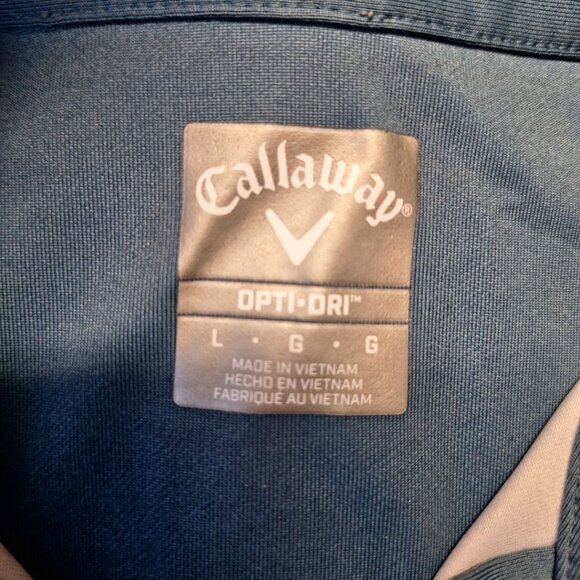 Callaway®
OPTI•DRI™
L • G • G
MADE IN VIETNAM
HECHO EN VIETNAM
FABRIQUÉ AU VIETNAM